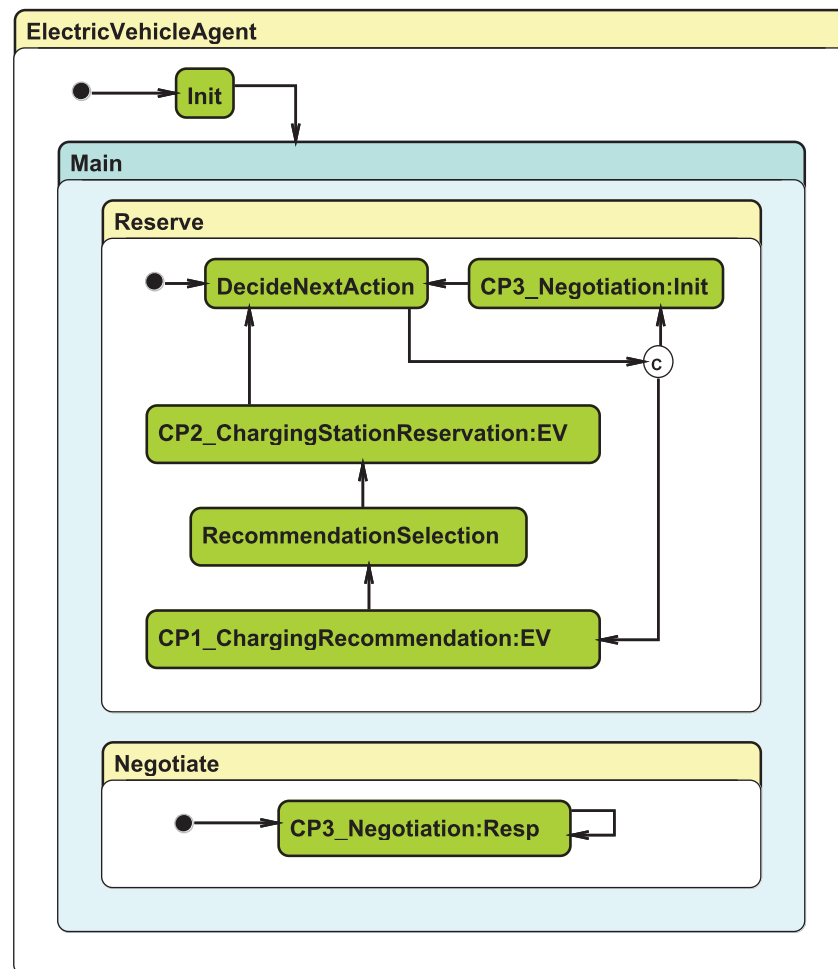 ElectricVehicleAgent
Init
Main
Reserve
DecideNextAction
CP3_Negotiation:Init
C
CP2_ChargingStationReservation:EV
RecommendationSelection
CP1_ChargingRecommendation:EV
Negotiate
CP3_Negotiation:Resp